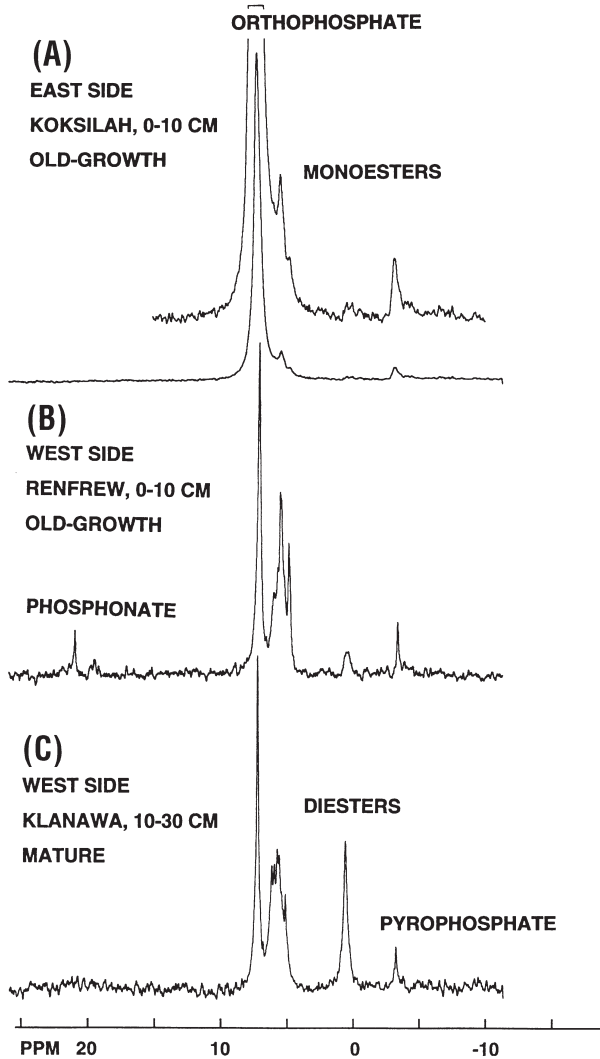 ORTHOPHOSPHATE
(A)
EAST SIDE
KOKSILAH, 0-10 CM
OLD-GROWTH
MONOESTERS
(B)
WEST SIDE
RENFREW, 0-10 CM
OLD-GROWTH
PHOSPHONATE
(C)
WEST SIDE
KLANAWA, 10-30 CM
MATURE
DIESTERS
PYROPHOSPHATE
PPM 20 10 0 -10